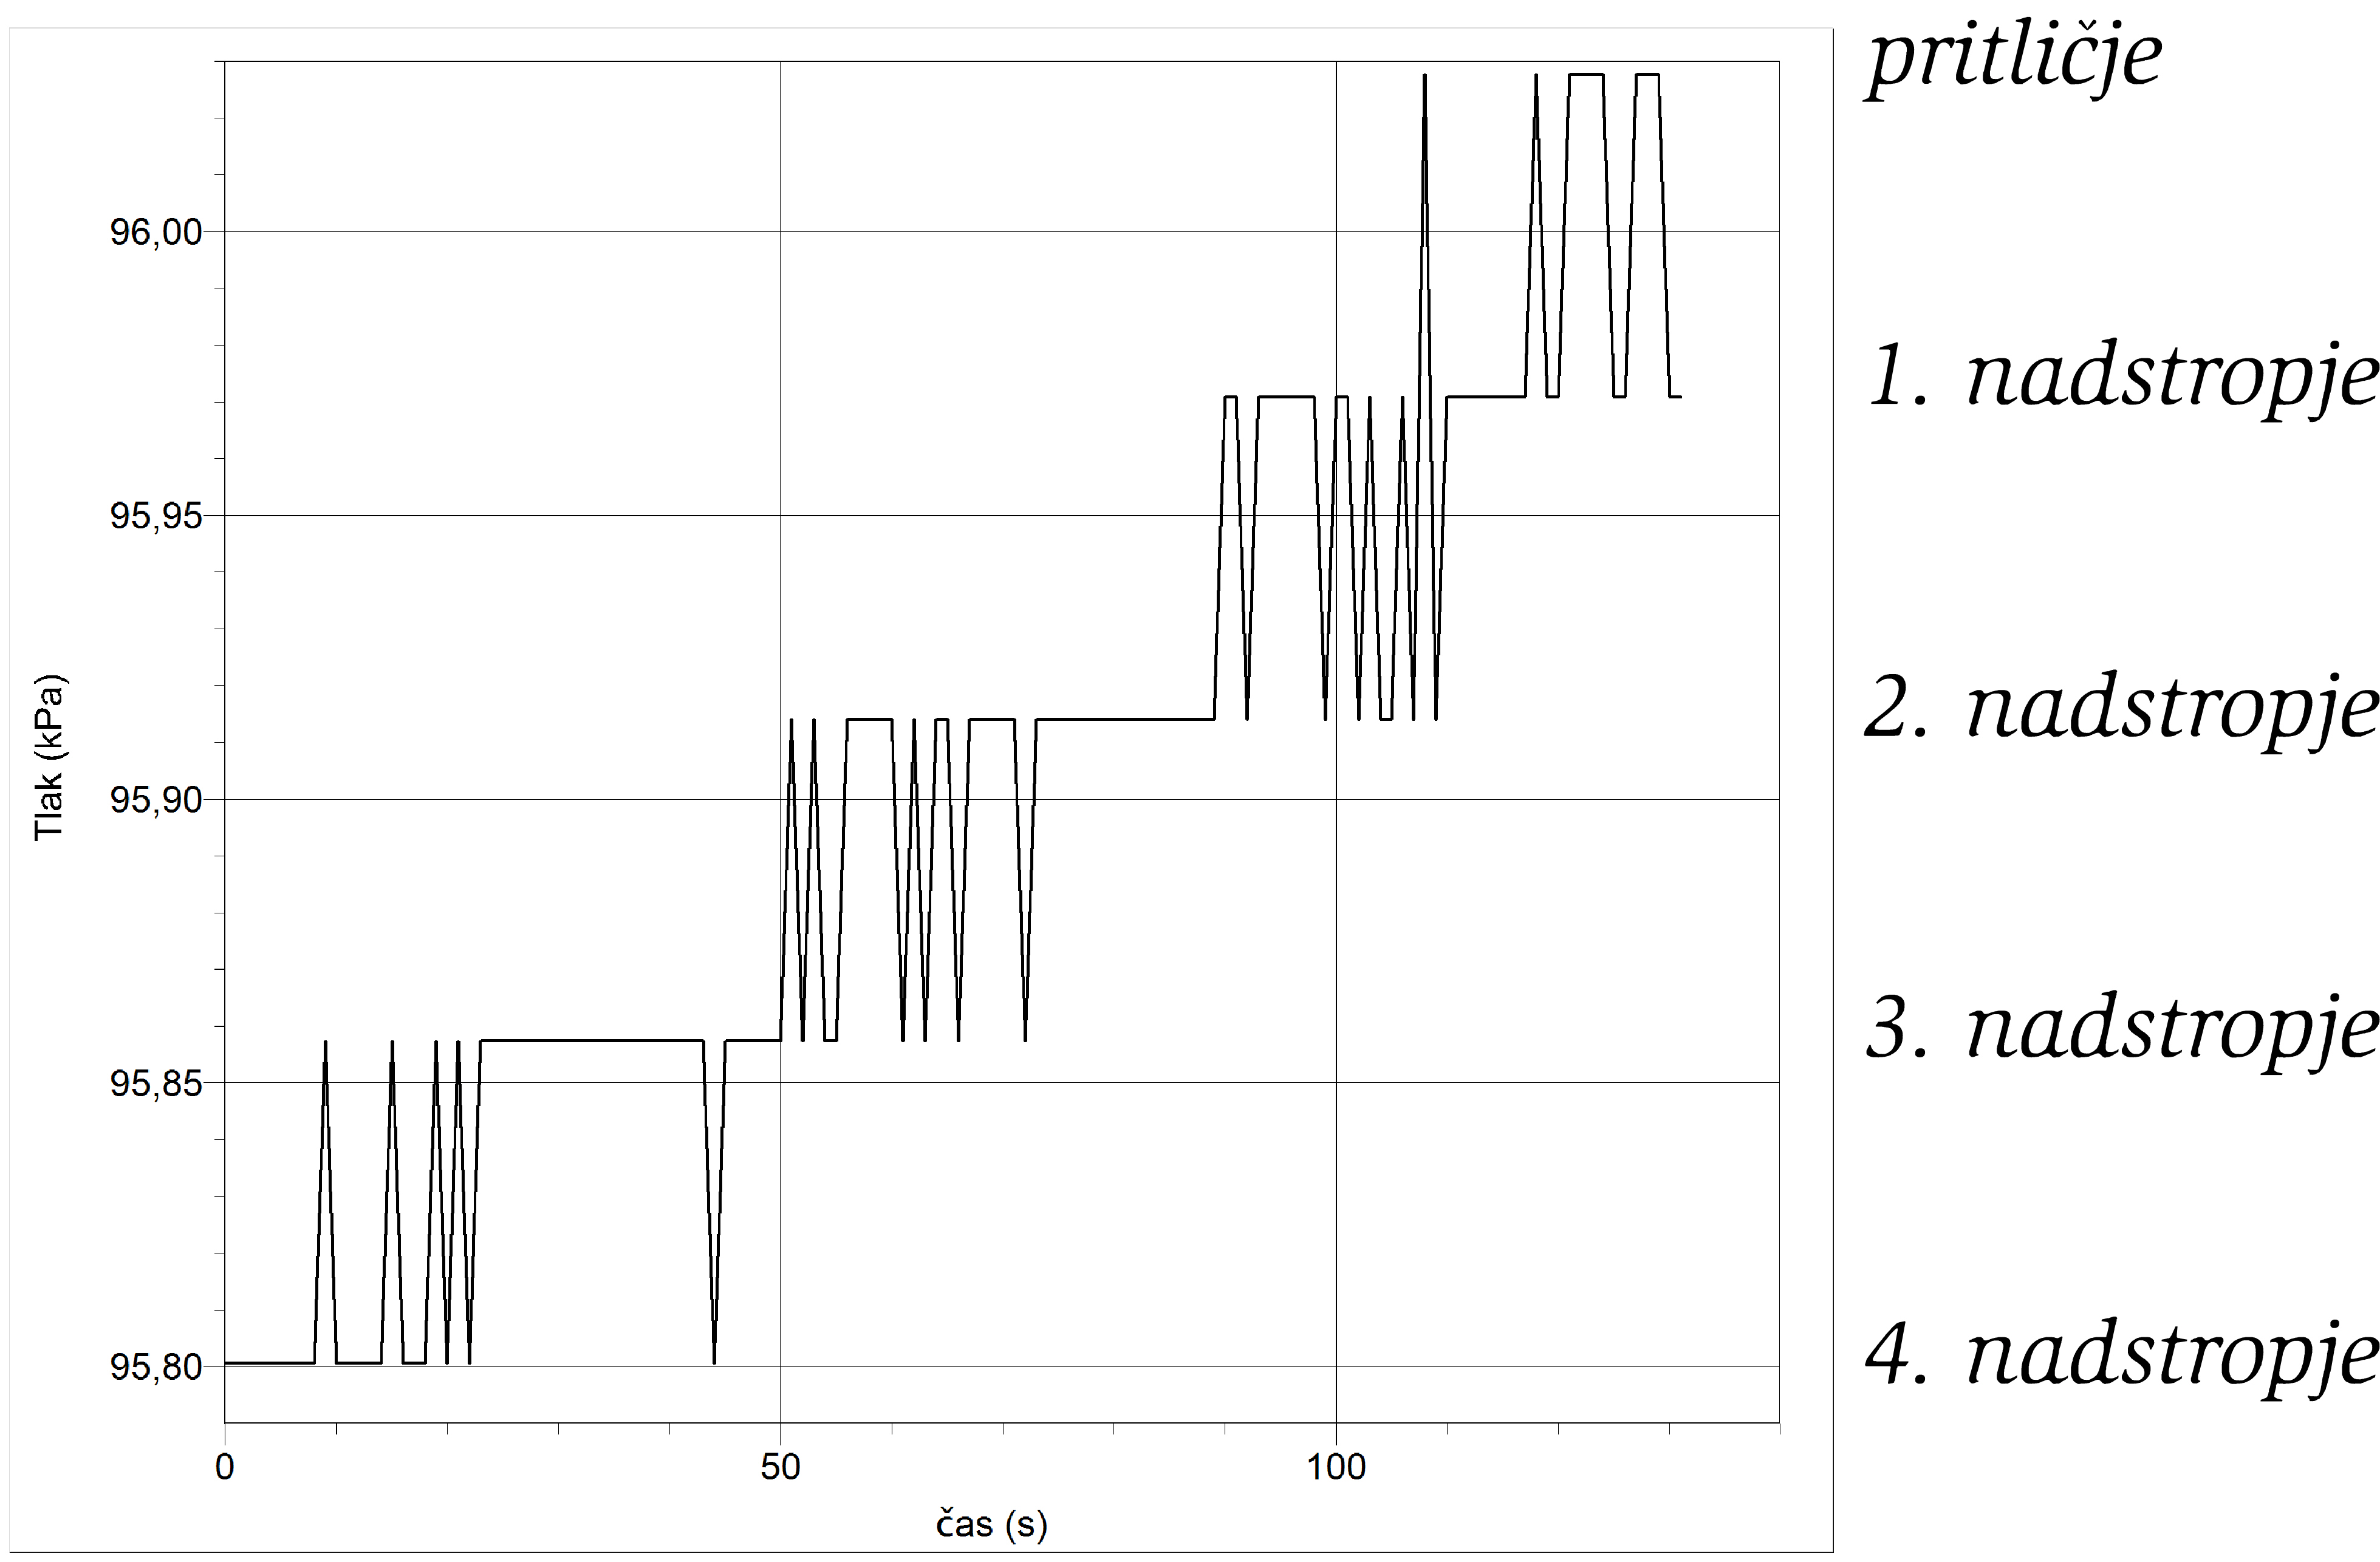 pritličje
96,00
1. nadstropje
95,95
2. nadstropje
Tlak (kPa)
95,90
3. nadstropje
95,85
4. nadstropje
95,80
0
50
100
čas (s)